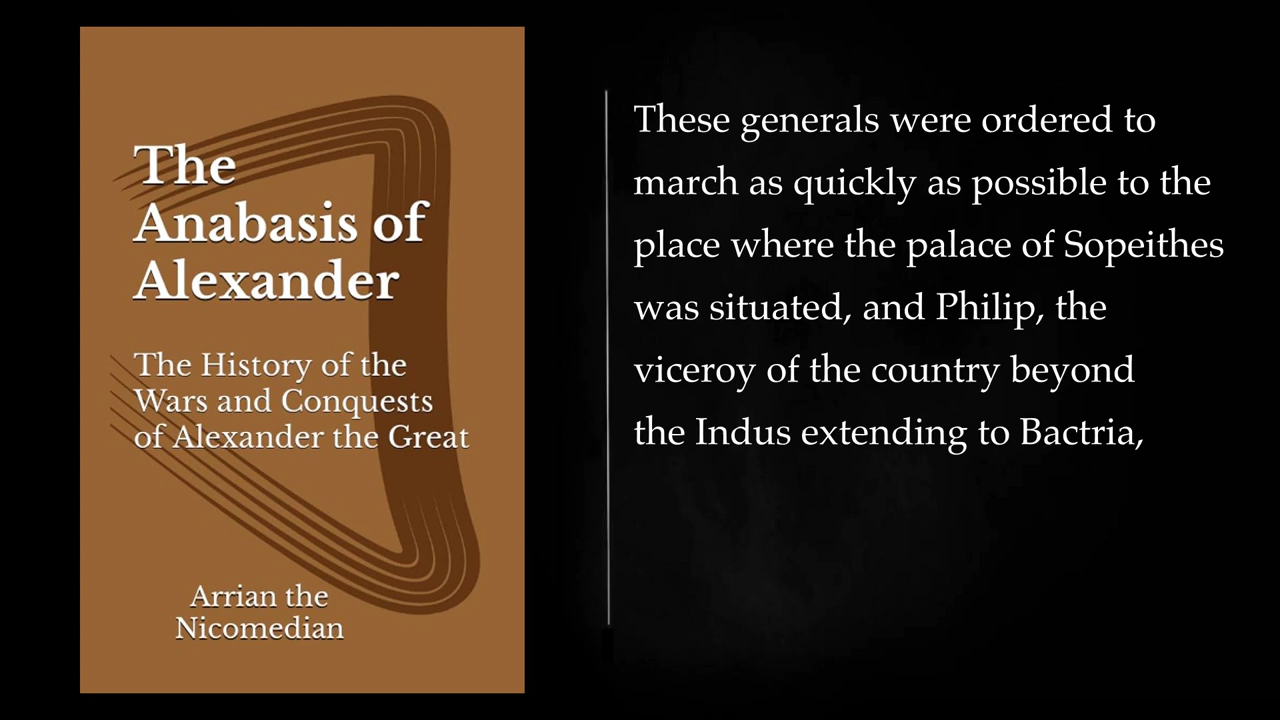 The
Anabasis of
Alexander
The History of the
Wars and Conquests
of Alexander the Great
Arrian the
Nicomedian
These generals were ordered to
march as quickly as possible to the
place where the palace of Sopeithes
was situated, and Philip, the
viceroy of the country beyond
the Indus extending to Bactria,